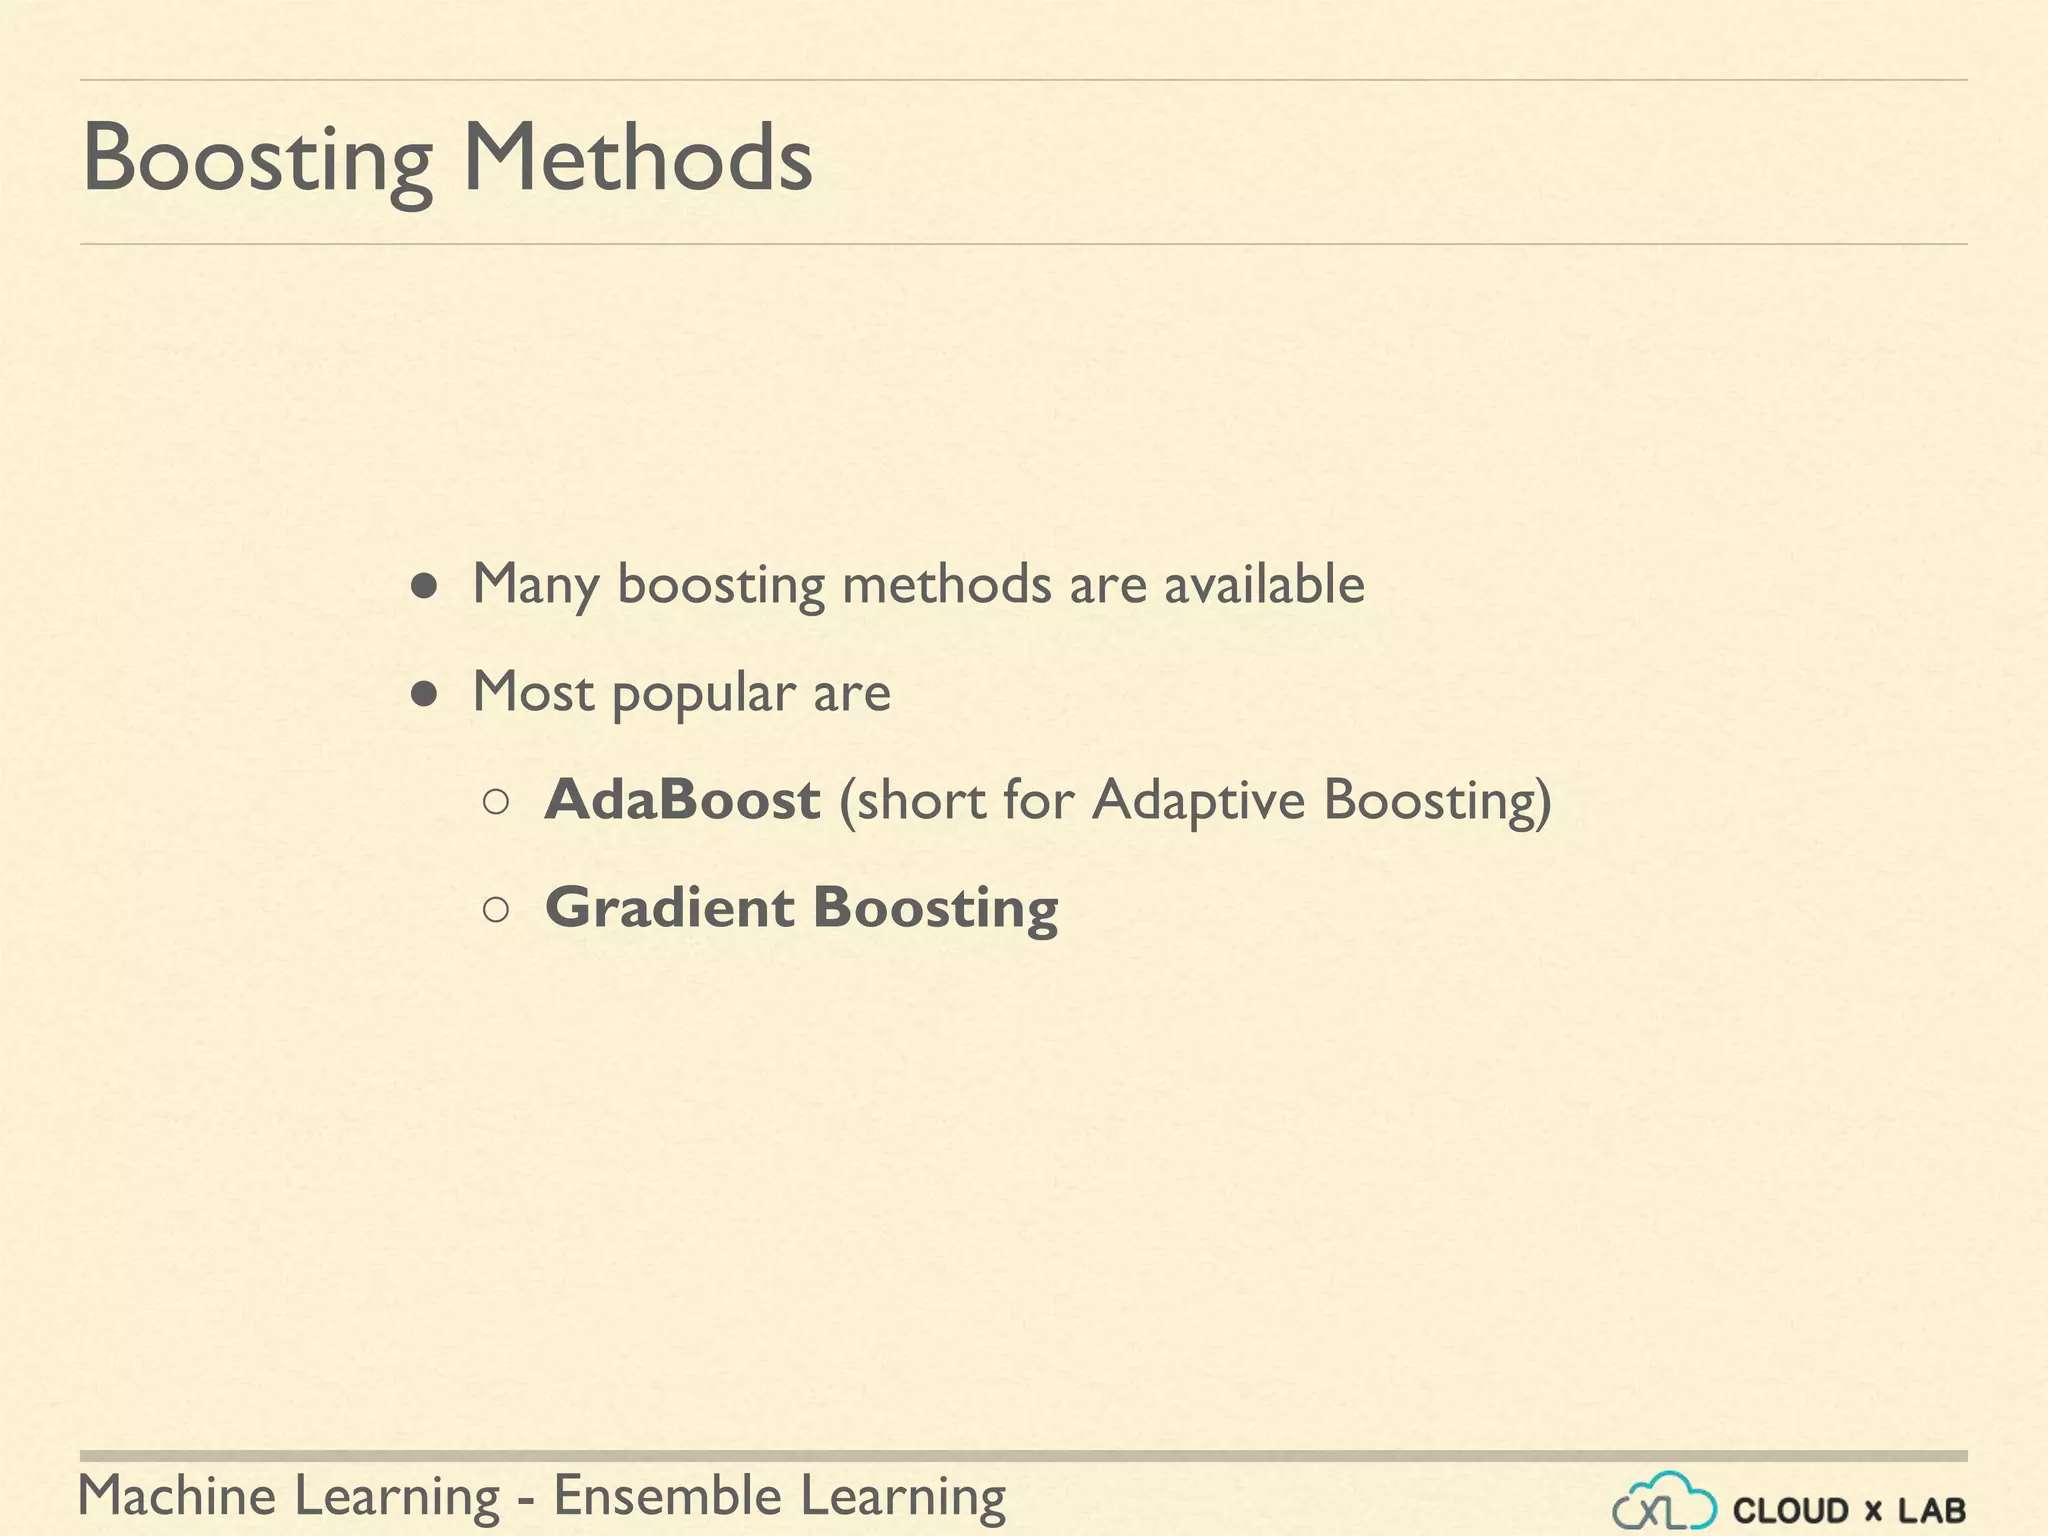 Boosting Methods
● Many boosting methods are available
● Most popular are
○ AdaBoost (short for Adaptive Boosting)
○ Gradient Boosting
Machine Learning - Ensemble Learning
CXL CLOUD x LAB